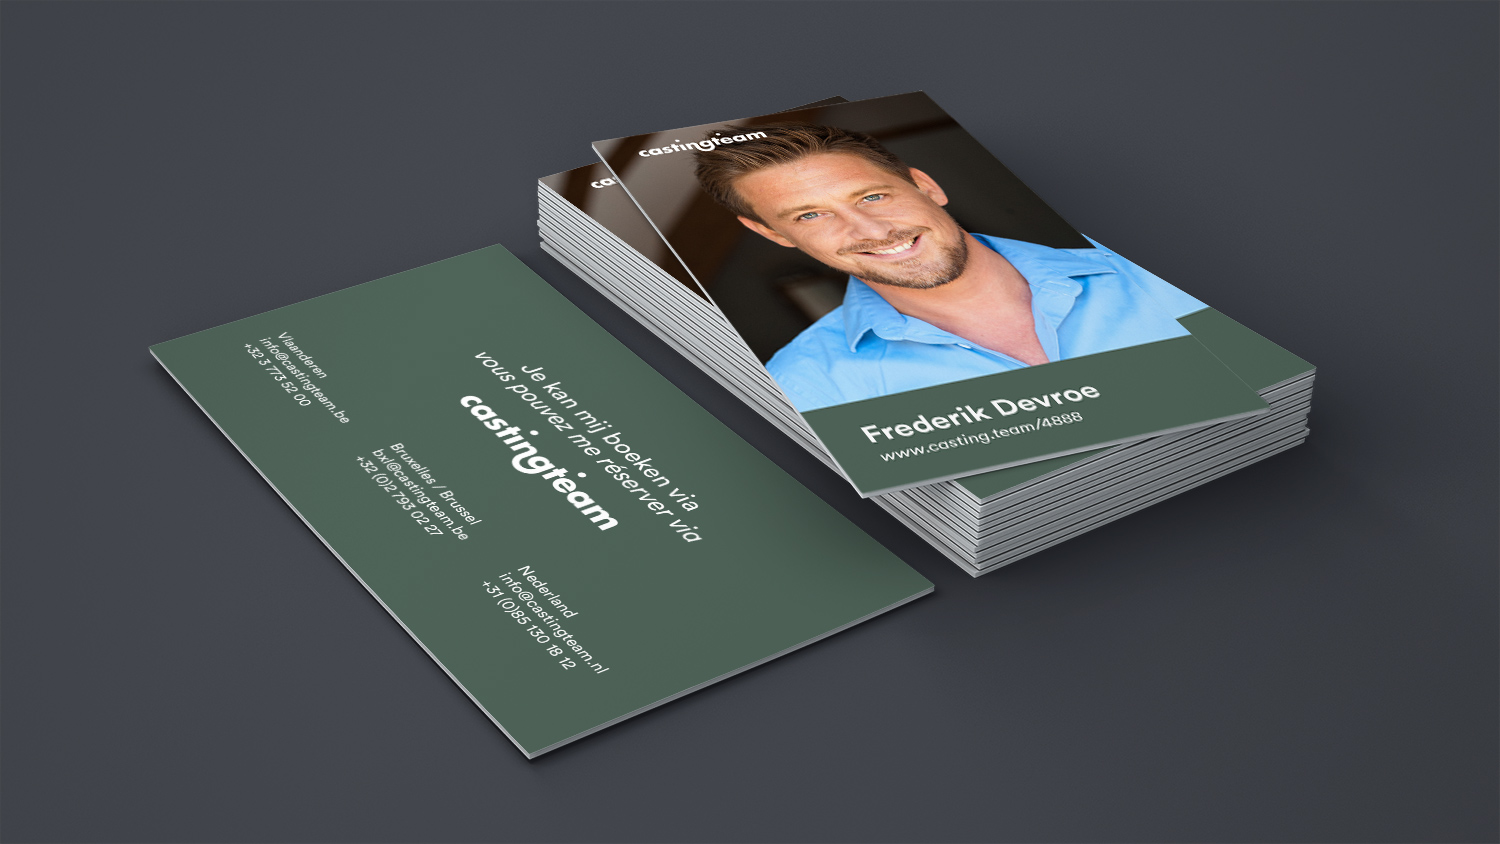 castingteam
ca
Frederik Devroe
www.casting.team/4888
Je kan mij boeken via
vous pouvez me réserver via
castingteam
Vlaanderen
info@castingteam.be
+32 3 773 52 00
Bruxelles / Brussel
bxl@castingteam.be
+32 (0)2 793 02 27
Nederland
info@castingteam.nl
+31 (0)85 130 18 12